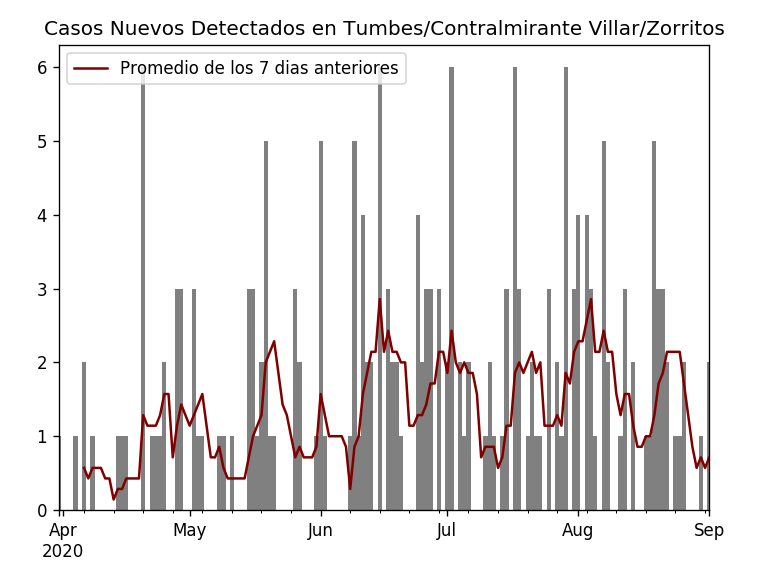 Casos Nuevos Detectados en Tumbes/Contralmirante Villar/Zorritos
Promedio de los 7 dias anteriores
6
5
4
3
2
1
0
Apr May Jun Jul Aug Sep
2020